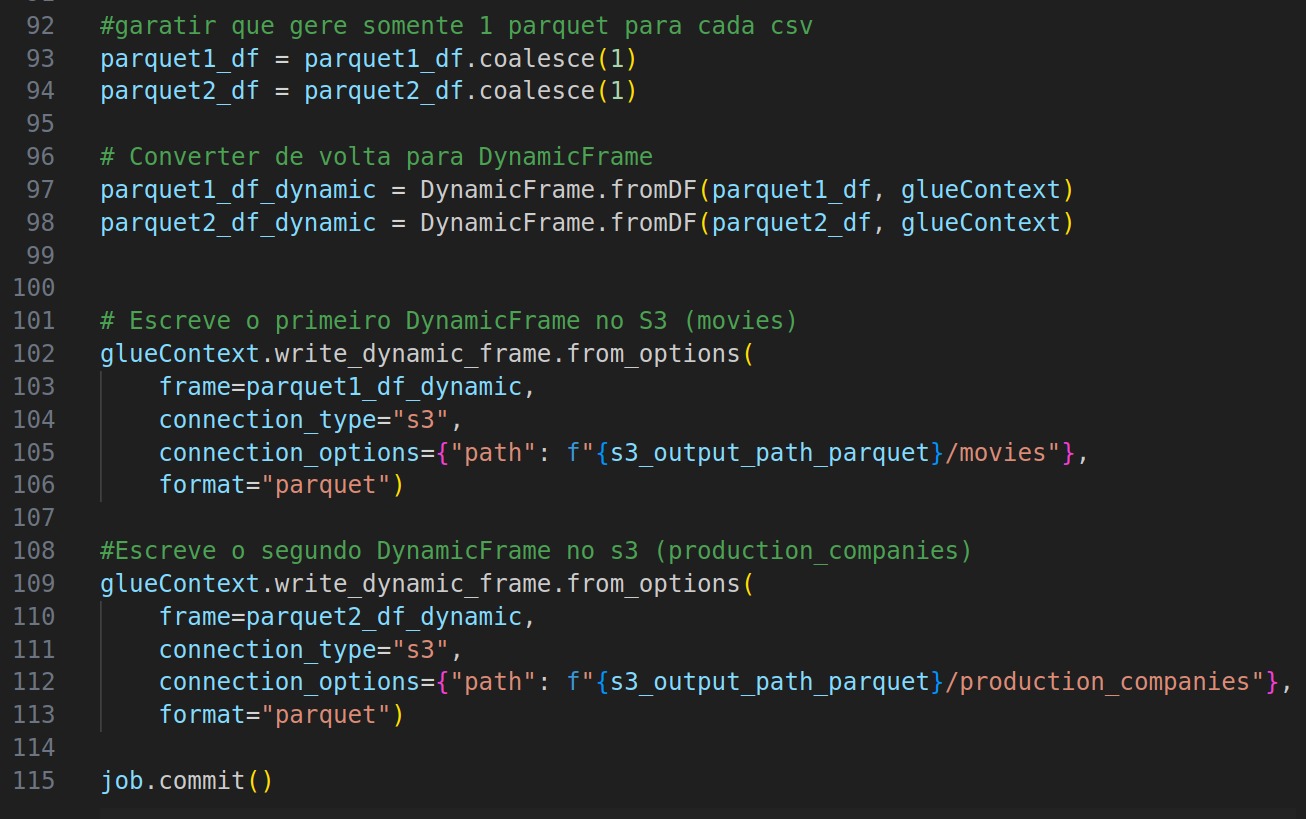 92 #garatir que gere somente 1 parquet para cada csv
93 parquet1_df = parquet1_df.coalesce(1)
94 parquet2_df = parquet2_df.coalesce(1)
95
96 # Converter de volta para DynamicFrame
97 parquet1_df_dynamic = DynamicFrame.fromDF(parquet1_df, glueContext)
98 parquet2_df_dynamic = DynamicFrame.fromDF(parquet2_df, glueContext)
99
100
101 # Escreve o primeiro DynamicFrame no S3 (movies)
102 glueContext.write_dynamic_frame.from_options(
103     frame=parquet1_df_dynamic,
104     connection_type="s3",
105     connection_options={"path": f"{s3_output_path_parquet}/movies"},
106     format="parquet")
107
108 #Escreve o segundo DynamicFrame no s3 (production_companies)
109 glueContext.write_dynamic_frame.from_options(
110     frame=parquet2_df_dynamic,
111     connection_type="s3",
112     connection_options={"path": f"{s3_output_path_parquet}/production_companies"},
113     format="parquet")
114
115 job.commit()